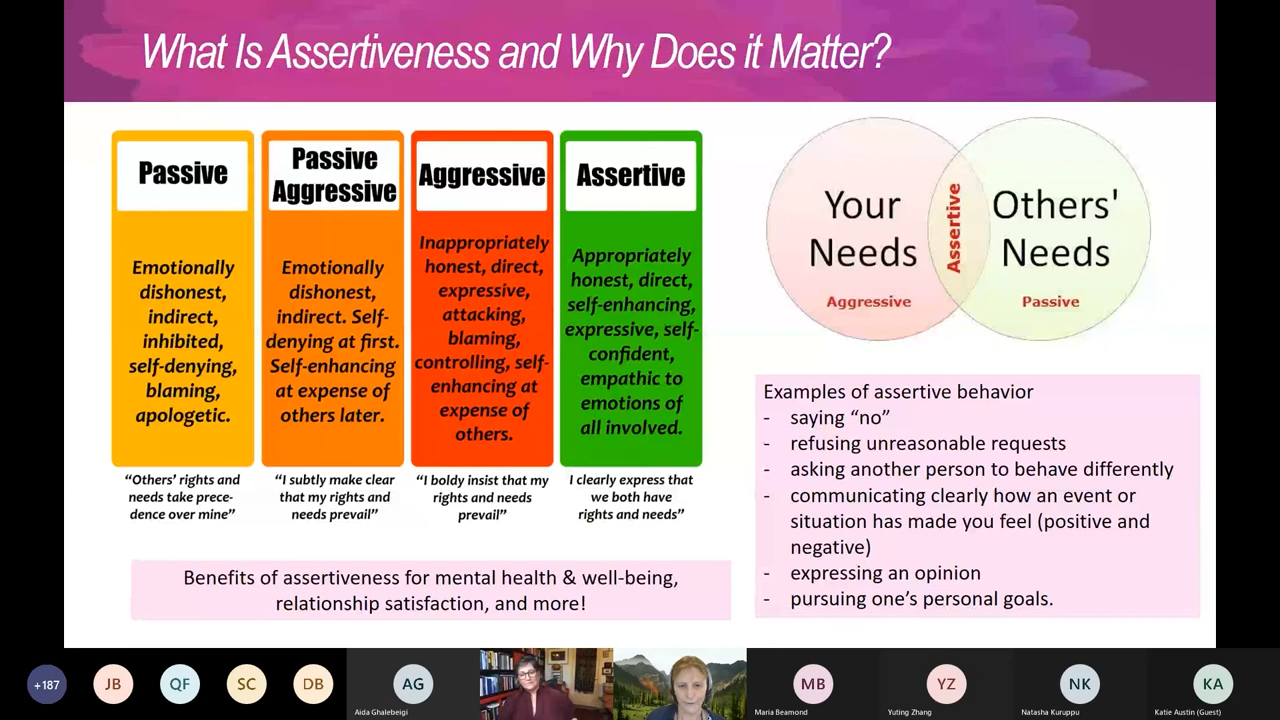 What Is Assertiveness and Why Does it Matter?
Passive
Emotionally
dishonest,
indirect,
inhibited,
self-denying,
blaming,
apologetic.
“Others’ rights and
needs take prece-
dence over mine”
Passive
Aggressive
Emotionally
dishonest,
indirect. Self-
denying at first.
Self-enhancing
at expense of
others later.
“I subtly make clear
that my rights and
needs prevail”
Aggressive
Inappropriately
honest, direct,
expressive,
attacking,
blaming,
controlling, self-
enhancing at
expense of
others.
“I boldly insist that my
rights and needs
prevail”
Assertive
Appropriately
honest, direct,
self-enhancing,
expressive, self-
confident,
empathic to
emotions of
all involved.
I clearly express that
we both have
rights and needs”
Your
Needs
Aggressive
Assertive
Others'
Needs
Passive
Examples of assertive behavior
- saying “no”
- refusing unreasonable requests
- asking another person to behave differently
- communicating clearly how an event or
situation has made you feel (positive and
negative)
- expressing an opinion
- pursuing one’s personal goals.
Benefits of assertiveness for mental health & well-being,
relationship satisfaction, and more!
+187
JB
QF
SC
DB
AG
Aida Ghalebeigi
MB
Maria Beamond
YZ
Yuting Zhang
NK
Natasha Kuruppu
KA
Katie Austin (Guest)